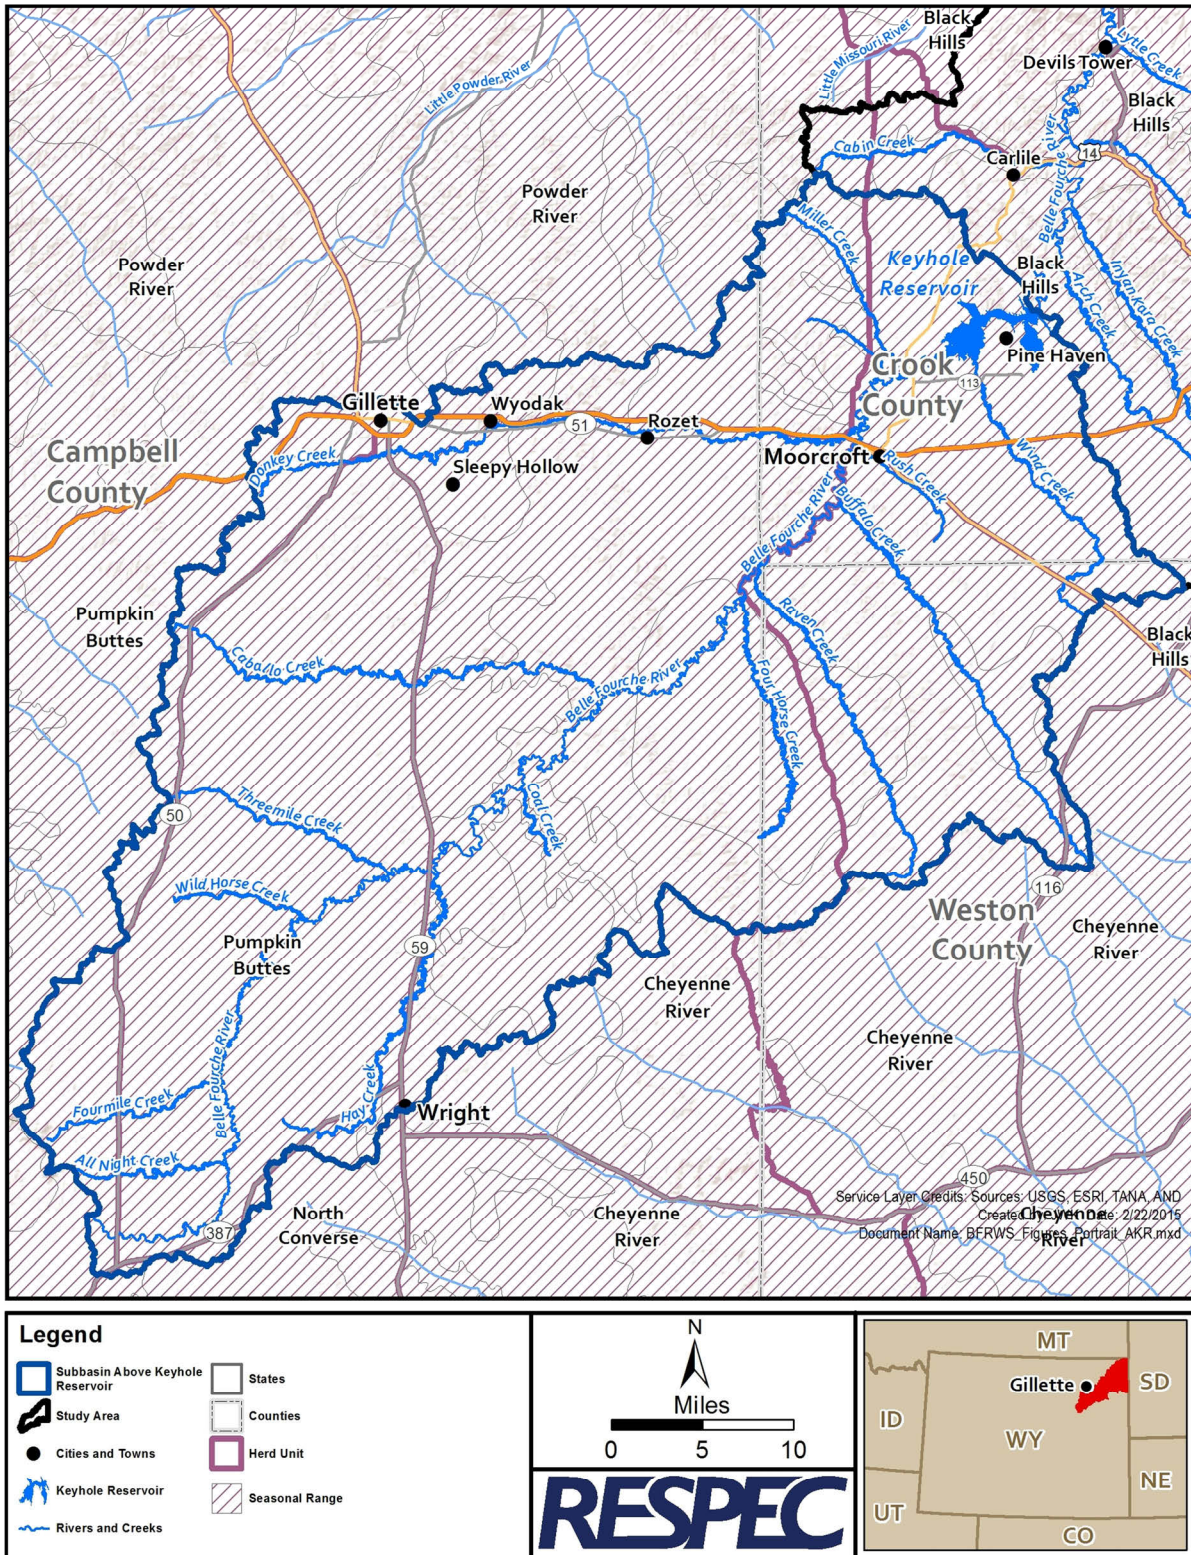 Black
Hills
Little Missouri River
Devils Tower
Lytle Creek
Black
Hills
Little Powder River
Cabin Creek
Carlile
14
Belle Fourche River
Powder
River
Miller Creek
Keyhole
Reservoir
Black
Hills
Arch Creek
Inyan Kara Creek
Powder
River
Pine Haven
Crook
County
113
Gillette
Wyodak
51
Rozet
Campbell
County
Donkey Creek
Sleepy Hollow
Moorcroft
Rush Creek
Wind Creek
Belle Fourche River
Buffalo Creek
Pumpkin
Buttes
Raven Creek
Black
Hills
Caballo Creek
Belle Fourche River
Four Horse Creek
Threemile Creek
Coal Creek
50
Wild Horse Creek
116
Weston
County
Pumpkin
Buttes
59
Cheyenne
River
Cheyenne
River
Belle Fourche River
Cheyenne
River
Fourmile Creek
Hay Creek
Wright
All Night Creek
450
387
North
Converse
Cheyenne
River
Cheyenne
River
Service Layer Credits: Sources: USGS, ESRI, TANA, AND
Date: 2/22/2015
Document Name: BFRWS_Figures_Portrait_AKR.mxd
Legend
Subbasin Above Keyhole
Reservoir
Study Area
Cities and Towns
Keyhole Reservoir
Rivers and Creeks
States
Counties
Herd Unit
Seasonal Range
N
Miles
0 5 10
RESPEC
MT
Gillette
SD
ID
WY
NE
UT
CO